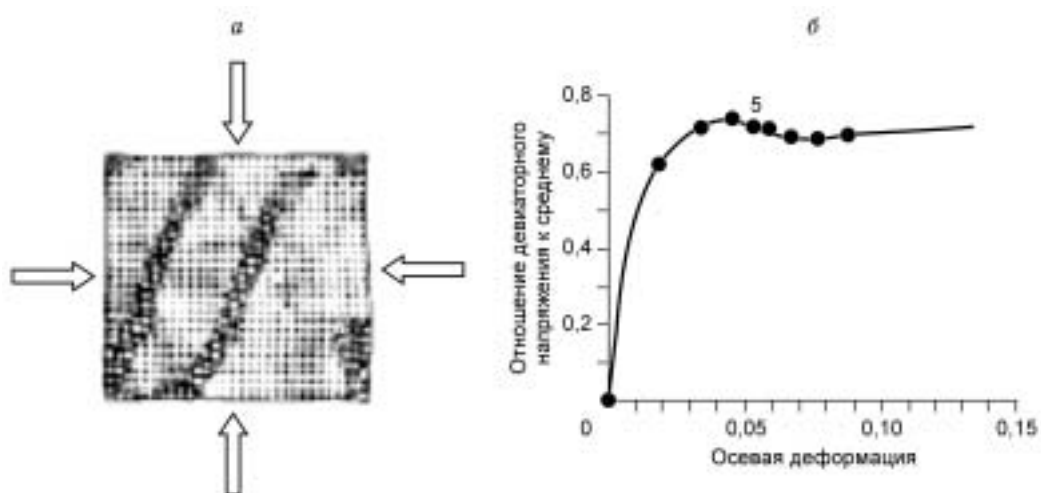 а
б
Отношение девиаторного
напряжения к среднему
0,8
0,6
0,4
0,2
5
0
0,05
0,10
0,15
Осевая деформация